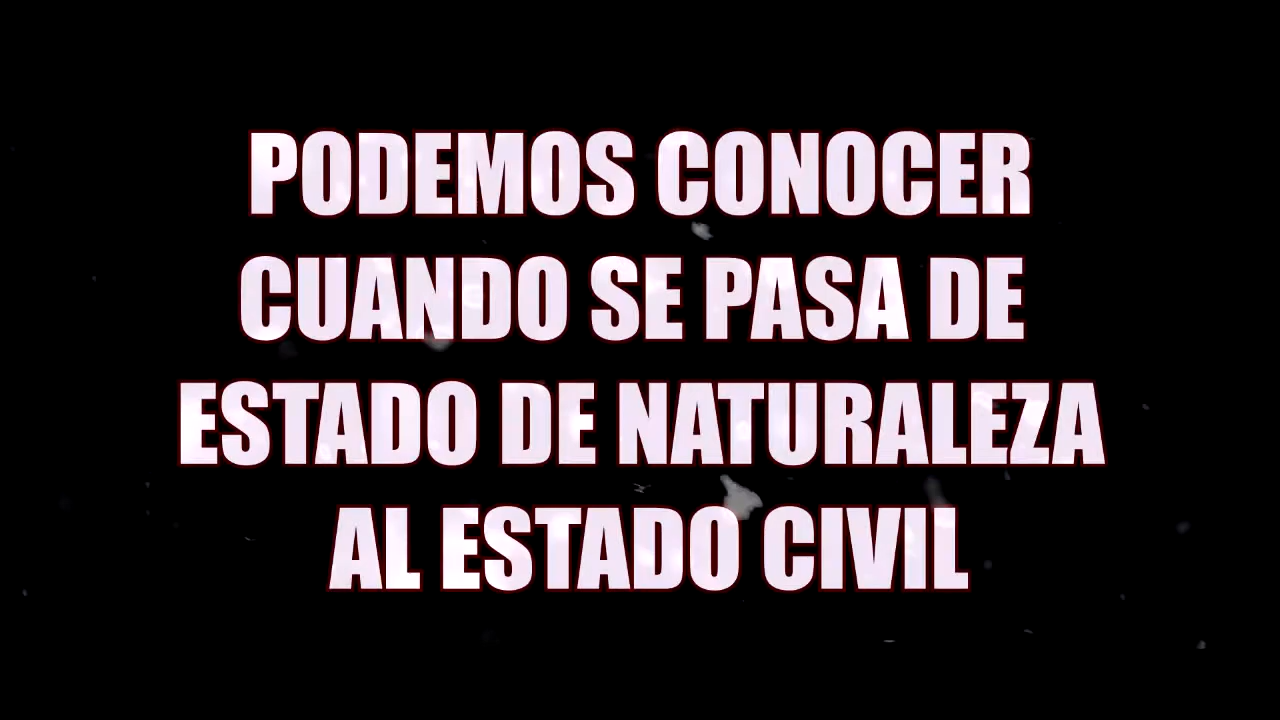 PODEMOS CONOCER
CUANDO SE PASA DE
ESTADO DE NATURALEZA
AL ESTADO CIVIL